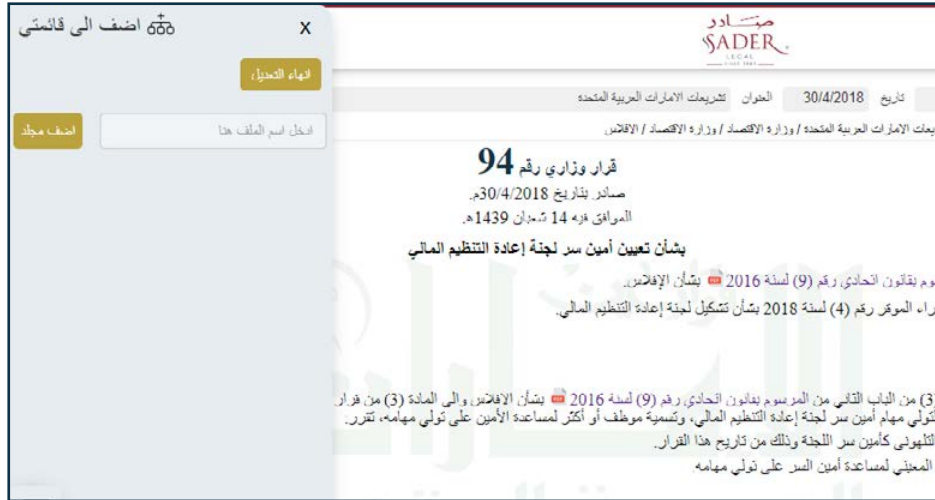 اضف الى قائمتي
X
انهاء التعديل
ادخل اسم الملف هنا
اضف مجلد
صادر
SADER
LEGAL
تاريخ 30/4/2018 العنوان تشريعات الامارات العربية المتحدة
يعات الامارات العربية المتحدة / وزارة الاقتصاد / وزارة الاقتصاد / الافلاس
قرار وزاري رقم 94
صادر بتاريخ 30/4/2018م.
الموافق فيه 14 شعبان 1439هـ.
بشأن تعيين أمين سر لجنة إعادة التنظيم المالي
وم بقانون اتحادي رقم (9) لسنة 2016 بشأن الإفلاس.
راء الموقر رقم (4) لسنة 2018 بشأن تشكيل لجنة إعادة التنظيم المالي.
(3) من الباب الثاني من المرسوم بقانون اتحادي رقم (9) لسنة 2016 بشأن الافلاس والى المادة (3) من قرار
لتولي مهام أمين سر لجنة إعادة التنظيم المالي، وتسمية موظف أو أكثر لمساعدة الأمين على تولي مهامه، تقرر:
كأمين سر اللجنة وذلك من تاريخ هذا القرار.
المعيني لمساعدة أمين السر على تولي مهامه